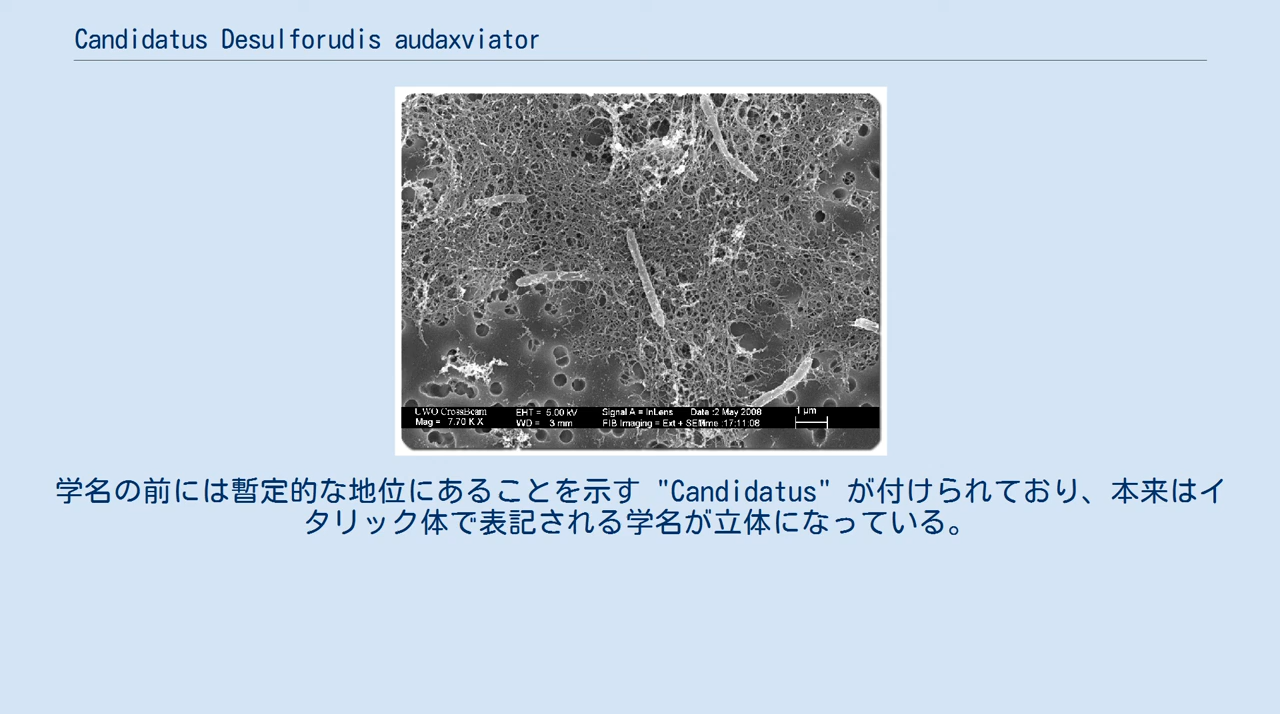 Candidatus Desulforudis audaxviator
UWO CrossBeam EHT = 5.00 kV Signal A = InLens Date :2 May 2008 1 µm
Mag = 7.70 K X WD = 3 mm FIB Imaging = Ext + SE Time :17:11:08
学名の前には暫定的な地位にあることを示す "Candidatus" が付けられており、本来はイ
タリック体で表記される学名が立体になっている。